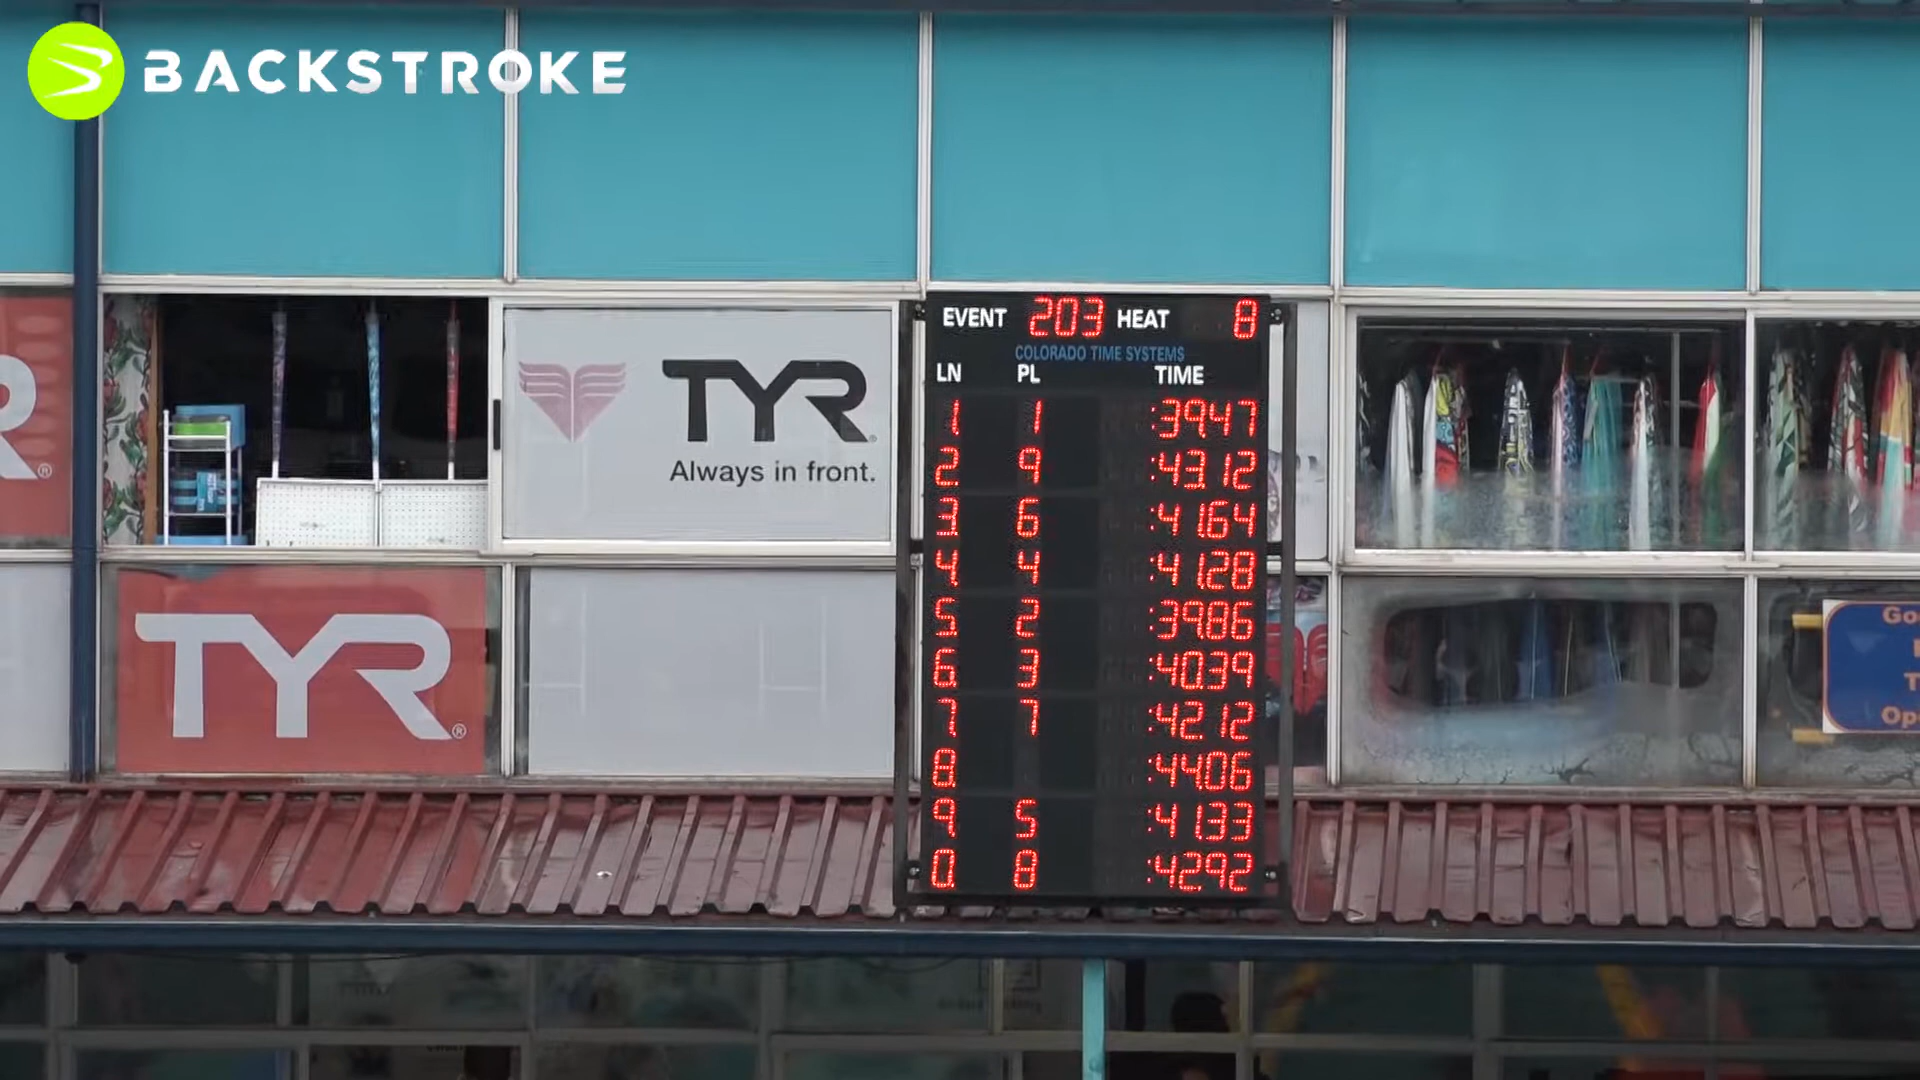 BACKSTROKE
EVENT 203 HEAT 8
COLORADO TIME SYSTEMS
LN PL TIME
1 1 :39.47
2 9 :43.12
3 6 :41.64
4 4 :41.28
5 2 :39.86
6 3 :40.39
7 7 :42.12
8 :44.06
9 5 :41.33
0 8 :42.92
TYR
Always in front.
TYR®
R®
Go
T
Op